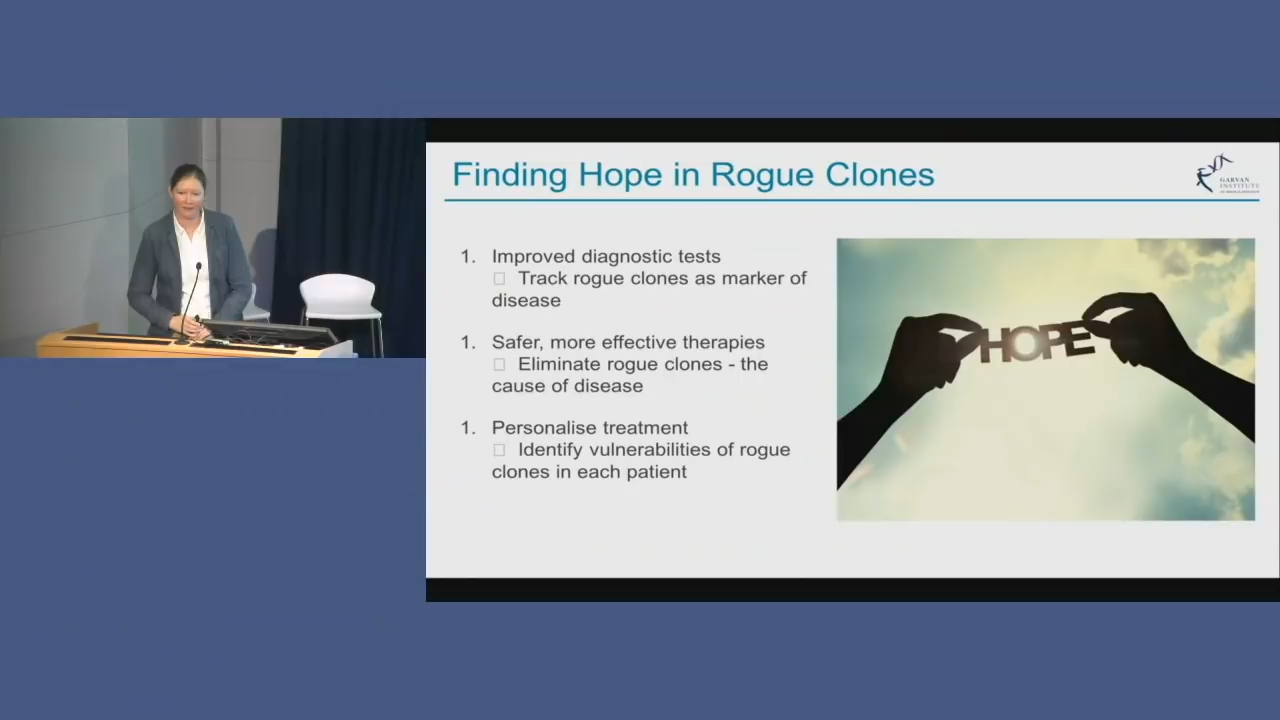 Finding Hope in Rogue Clones
GARVAN
INSTITUTE
1. Improved diagnostic tests
□ Track rogue clones as marker of
disease
1. Safer, more effective therapies
□ Eliminate rogue clones - the
cause of disease
1. Personalise treatment
□ Identify vulnerabilities of rogue
clones in each patient
HOPE